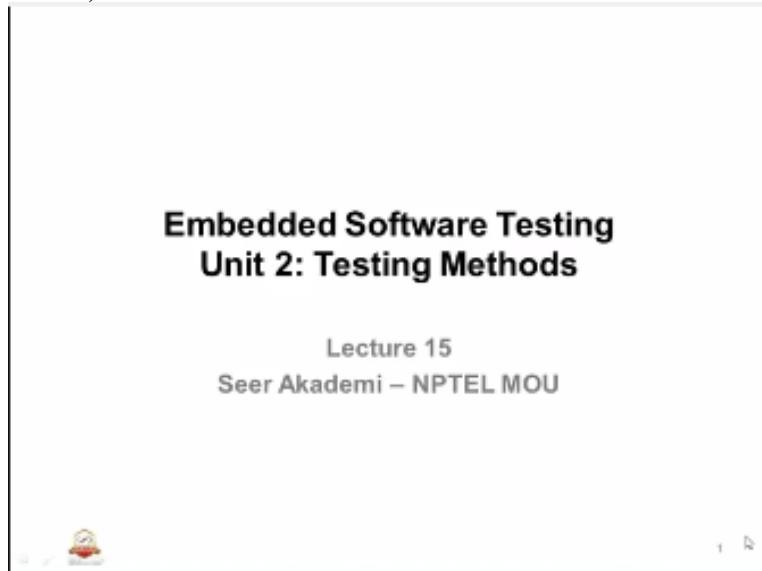 Embedded Software Testing
Unit 2: Testing Methods
Lecture 15
Seer Akademi – NPTEL MOU
1